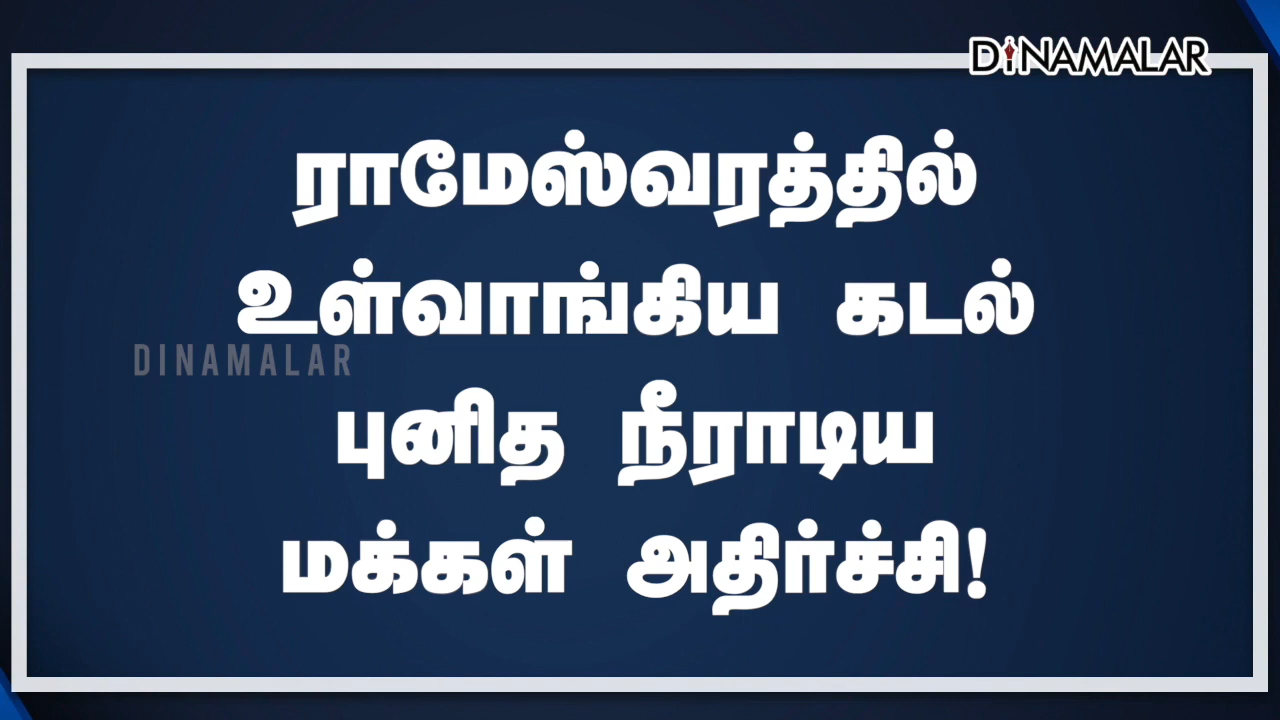 DINAMALAR
ராமேஸ்வரத்தில்
உள்வாங்கிய கடல்
DINAMALAR
புனித நீராடிய
மக்கள் அதிர்ச்சி!